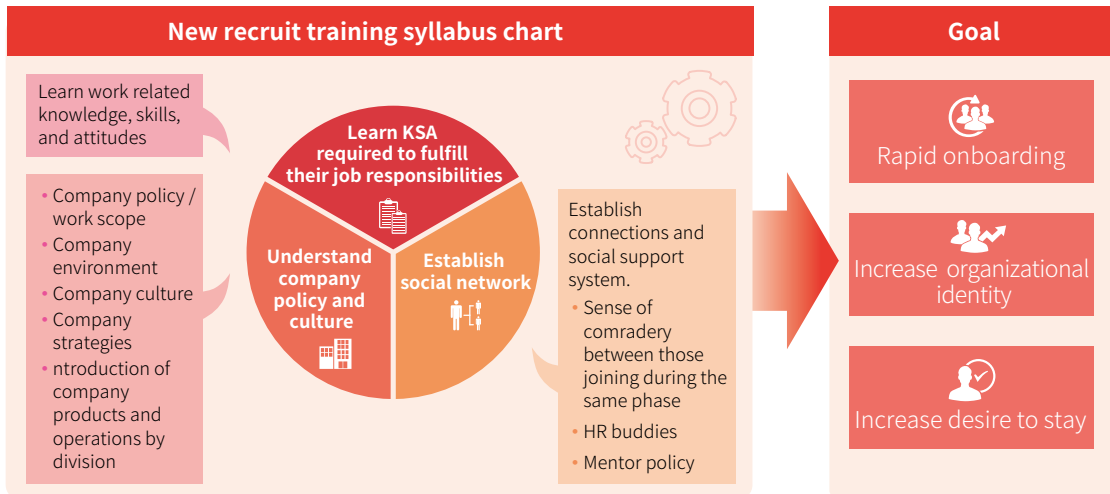 New recruit training syllabus chart
Learn work related
knowledge, skills,
and attitudes
• Company policy /
work scope
• Company
environment
• Company culture
• Company
strategies
• ntroduction of
company
products and
operations by
division
Learn KSA
required to fulfill
their job responsibilities
Understand
company
policy and
culture
Establish
social network
Establish
connections and
social support
system.
• Sense of
comradery
between those
joining during the
same phase
• HR buddies
• Mentor policy
Goal
Rapid onboarding
Increase organizational
identity
Increase desire to stay